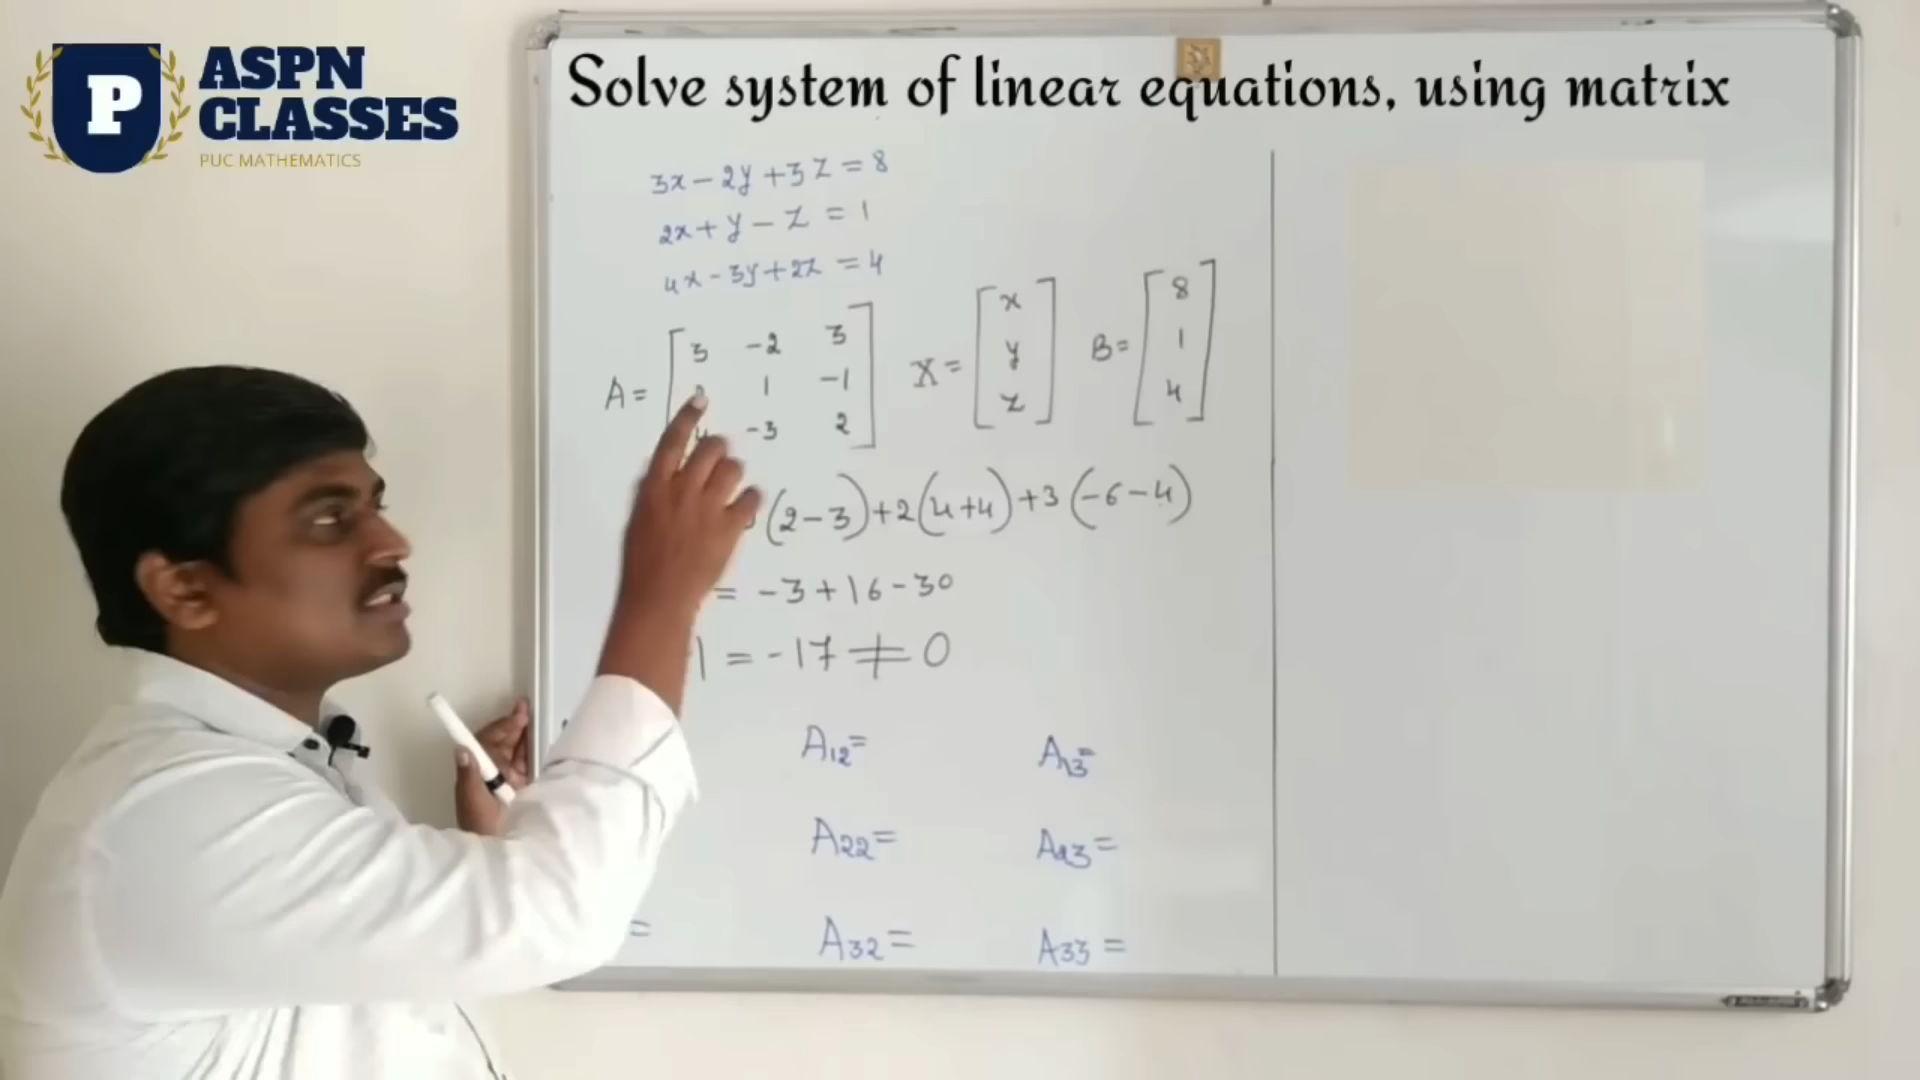 P ASPN
CLASSES
PUC MATHEMATICS
Solve system of linear equations, using matrix
3x - 2y + 3z = 8
2x + y - z = 1
4x - 3y + 2z = 4
A = [3 -2 3
1 -1
4 -3 2]
X = [x
y
z]
B = [8
1
4]
(2-3)+2(4+4)+3(-6-4)
= -3+16-30
| = -17 ≠ 0
A12= A13=
A22= A23=
= A32= A33=